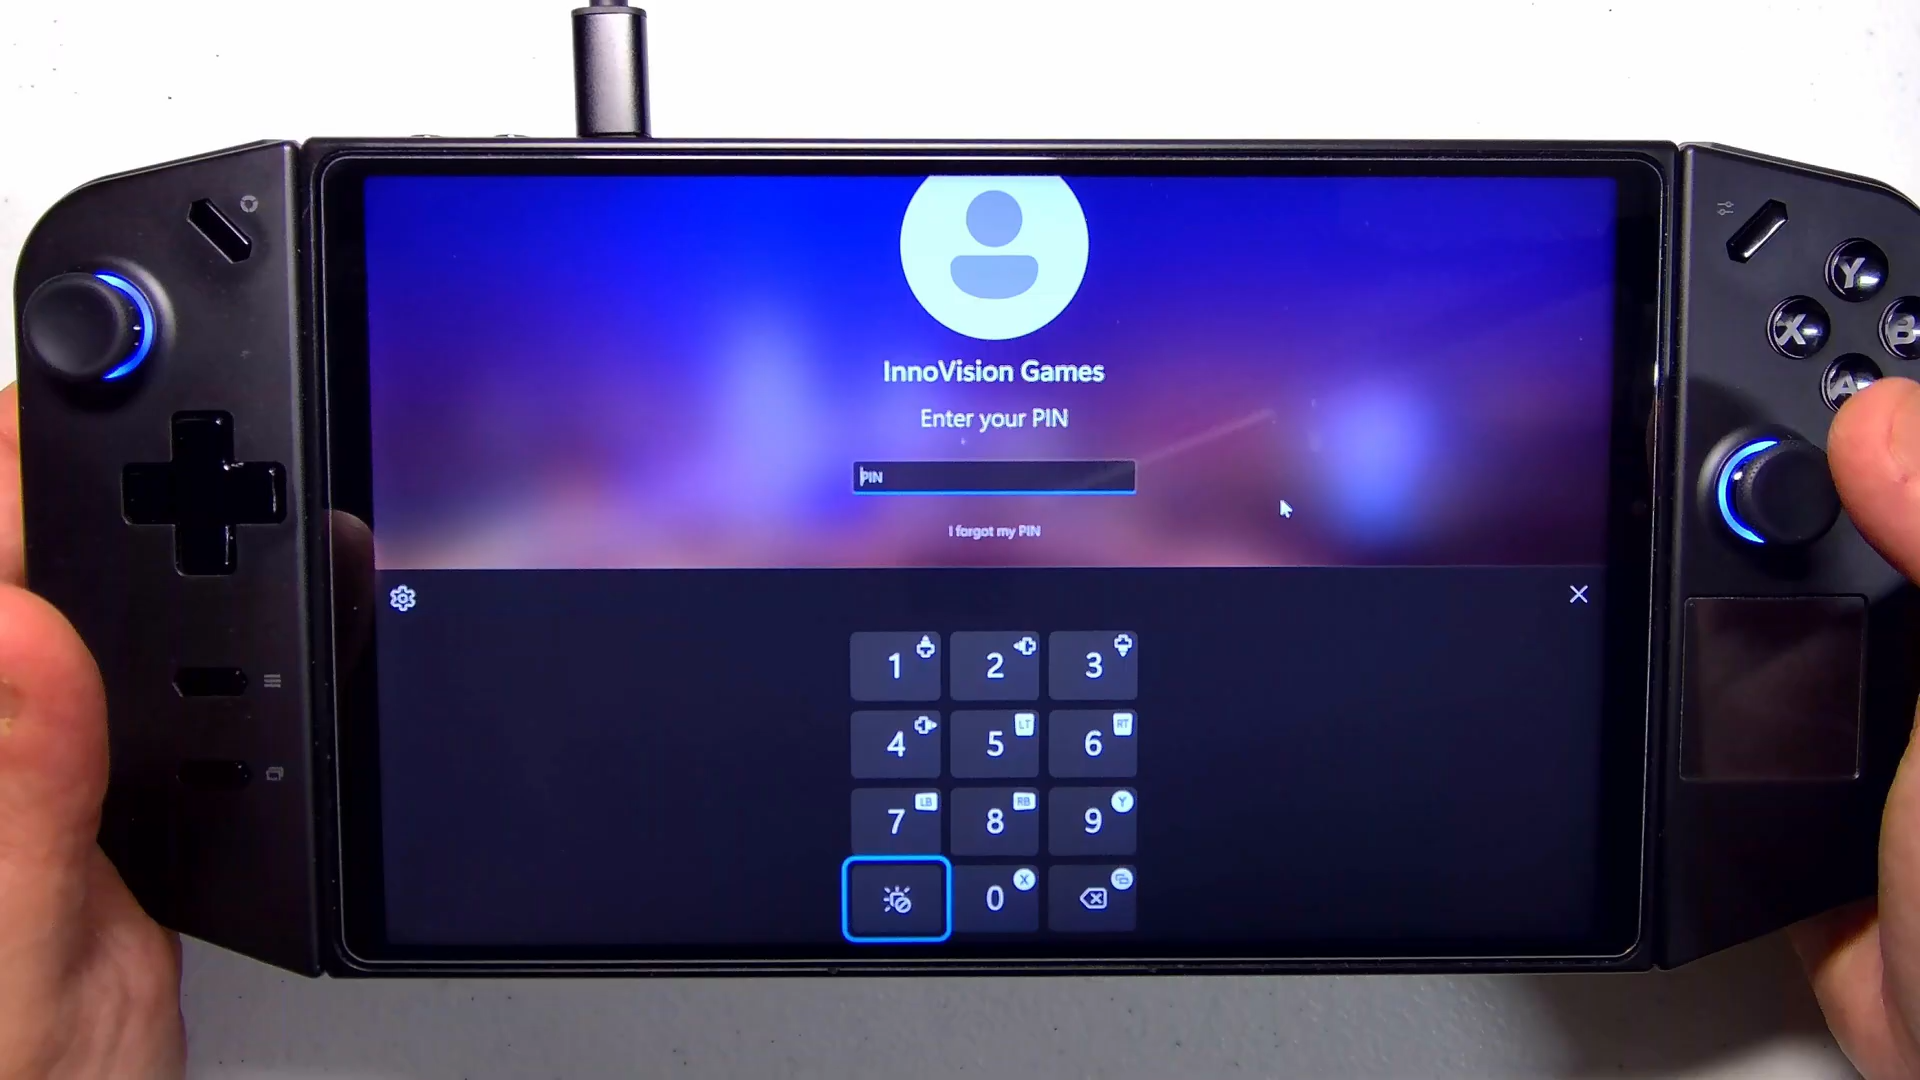 InnoVision Games
Enter your PIN
PIN
I forgot my PIN
1 2 3
4 5 LT 6 RT
7 LB 8 RB 9 Y
0 X
Y
X B
A